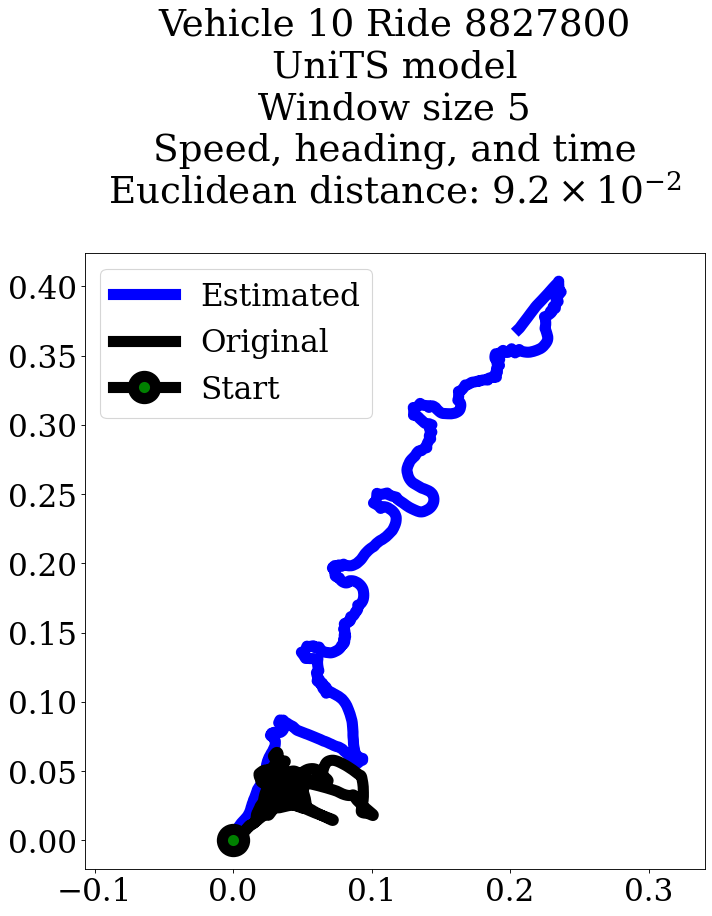 Vehicle 10 Ride 8827800
UniTS model
Window size 5
Speed, heading, and time
Euclidean distance: 9.2 × 10⁻²
Estimated
Original
Start
0.40
0.35
0.30
0.25
0.20
0.15
0.10
0.05
0.00
−0.1 0.0 0.1 0.2 0.3